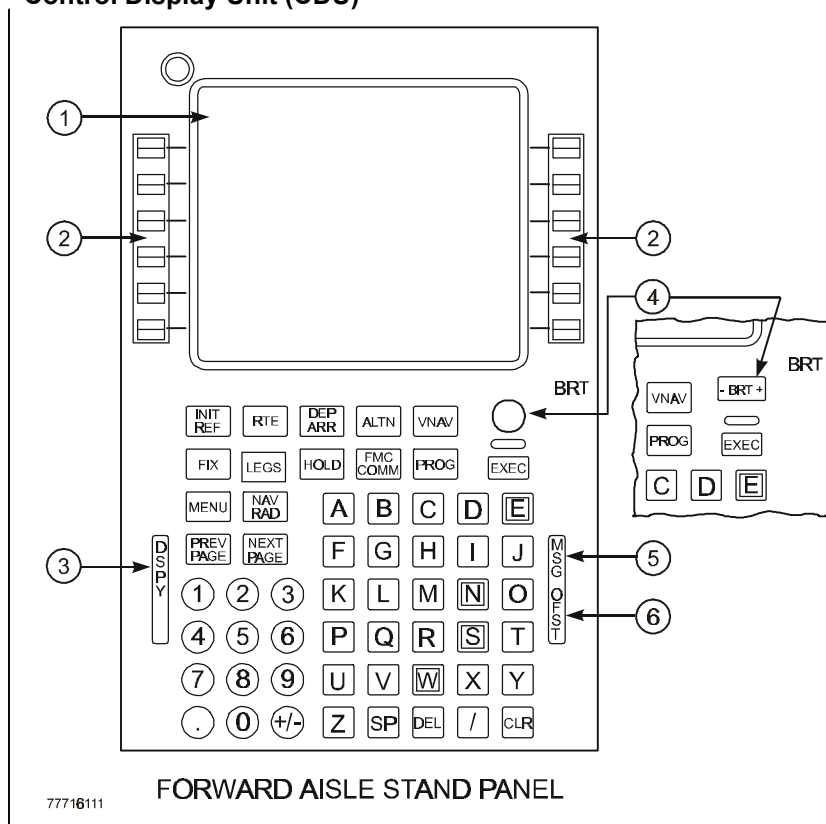 Control Display Unit (CDU)
1
2
2
4
BRT
BRT
- BRT +
VNAV
PROG
EXEC
C D E
INIT REF RTE DEP ARR ALTN VNAV
FIX LEGS HOLD FMC COMM PROG EXEC
MENU NAV RAD A B C D E
PREV PAGE NEXT PAGE F G H I J
3
DSPY
MSG
5
OFST
6
1 2 3 K L M N O
4 5 6 P Q R S T
7 8 9 U V W X Y
. 0 +/- Z SP DEL / CLR
77716111
FORWARD AISLE STAND PANEL